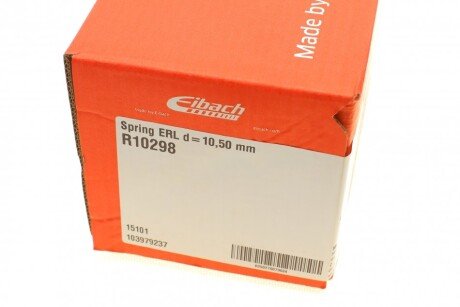 Made by
Eibach
Spring ERL d=10,50 mm
R10298
15101
103979237